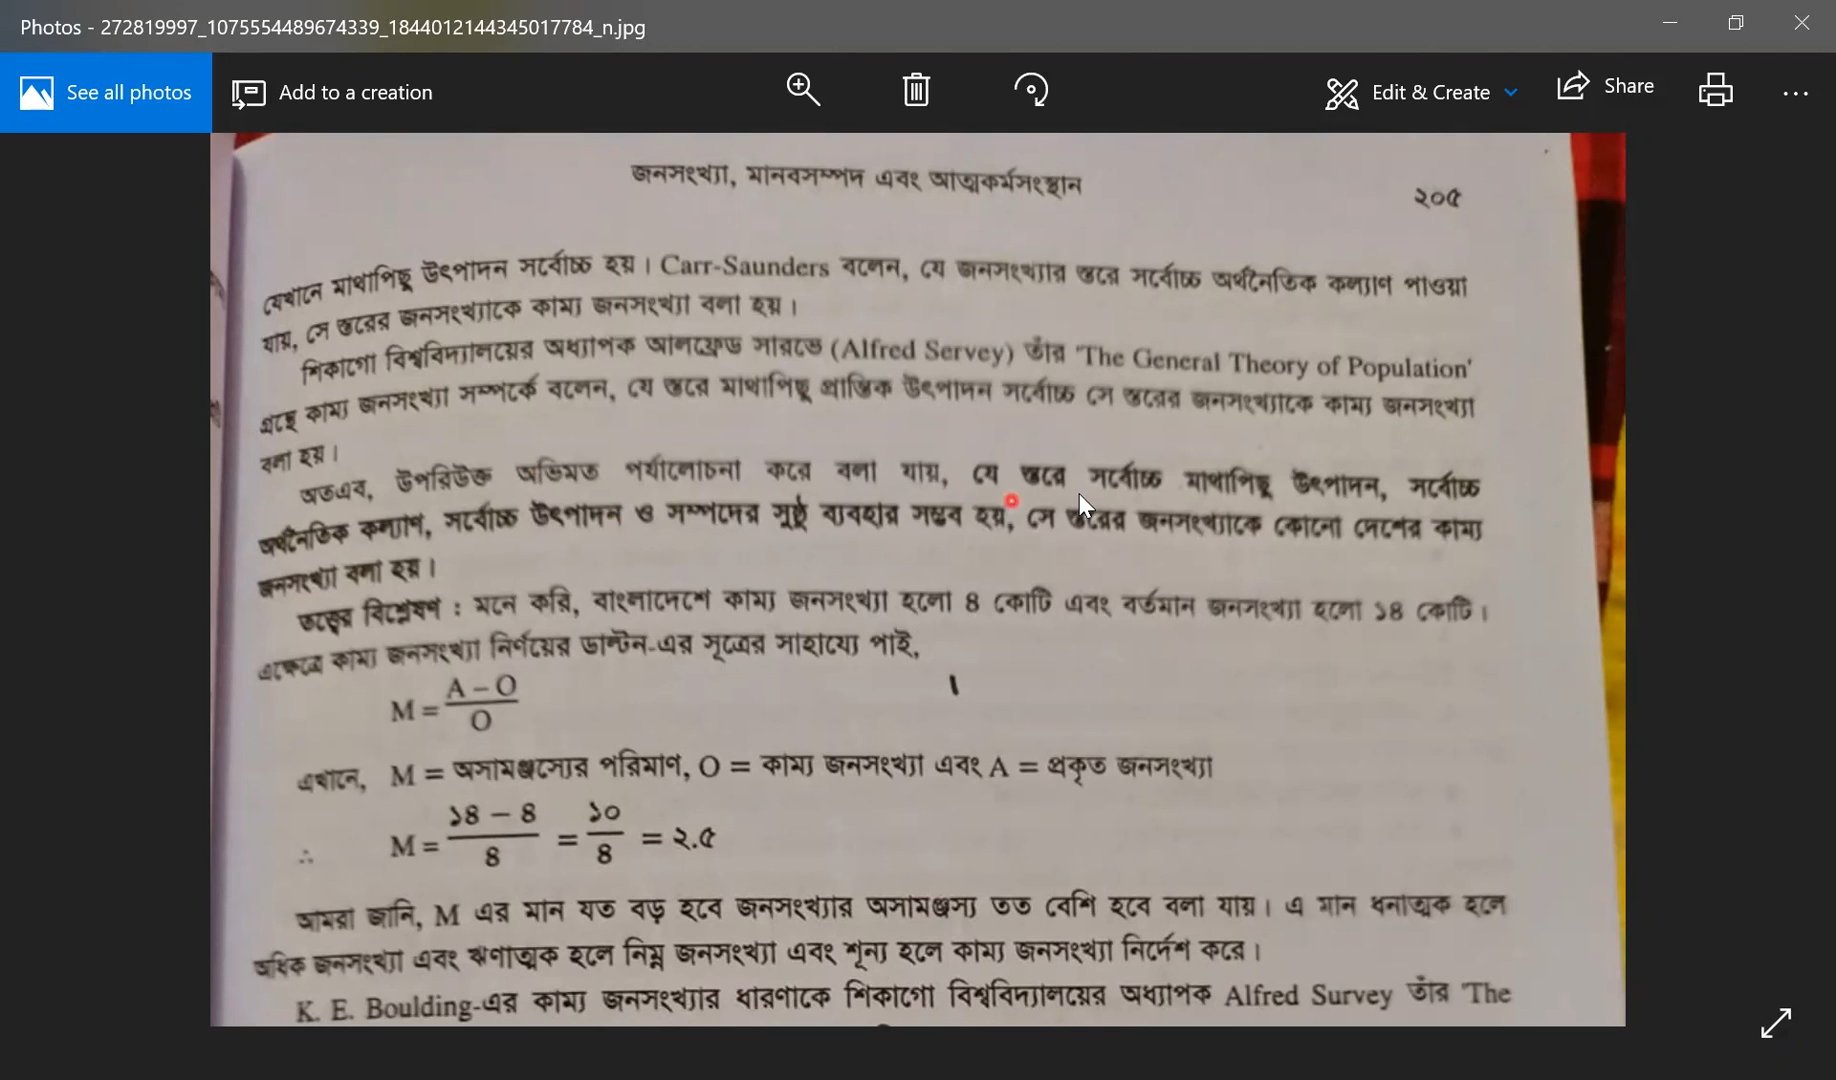 Photos - 272819997_1075554489674339_1844012144345017784_n.jpg
See all photos
Add to a creation
Edit & Create
Share
জনসংখ্যা, মানবসম্পদ এবং আত্মকর্মসংস্থান
২০৫
যেখানে মাথাপিছু উৎপাদন সর্বোচ্চ হয়। Carr-Saunders বলেন, যে জনসংখ্যার স্তরে সর্বোচ্চ অর্থনৈতিক কল্যাণ পাওয়া
যায়, সে স্তরের জনসংখ্যাকে কাম্য জনসংখ্যা বলা হয়।
শিকাগো বিশ্ববিদ্যালয়ের অধ্যাপক আলফ্রেড সারভে (Alfred Servey) তাঁর 'The General Theory of Population'
গ্রন্থে কাম্য জনসংখ্যা সম্পর্কে বলেন, যে স্তরে মাথাপিছু প্রান্তিক উৎপাদন সর্বোচ্চ সে স্তরের জনসংখ্যাকে কাম্য জনসংখ্যা
বলা হয়।
অতএব, উপরিউক্ত অভিমত পর্যালোচনা করে বলা যায়, যে স্তরে সর্বোচ্চ মাথাপিছু উৎপাদন, সর্বোচ্চ
অর্থনৈতিক কল্যাণ, সর্বোচ্চ উৎপাদন ও সম্পদের সুষ্ঠু ব্যবহার সম্ভব হয়, সে স্তরের জনসংখ্যাকে কোনো দেশের কাম্য
জনসংখ্যা বলা হয়।
তত্ত্বের বিশ্লেষণ : মনে করি, বাংলাদেশে কাম্য জনসংখ্যা হলো ৪ কোটি এবং বর্তমান জনসংখ্যা হলো ১৪ কোটি।
এক্ষেত্রে কাম্য জনসংখ্যা নির্ণয়ের ডাল্টন-এর সূত্রের সাহায্যে পাই,
M = A – O
O
এখানে, M = অসামঞ্জস্যের পরিমাণ, O = কাম্য জনসংখ্যা এবং A = প্রকৃত জনসংখ্যা
∴ M = ১৪ – ৪ = ১০ = ২.৫
৪ ৪
আমরা জানি, M এর মান যত বড় হবে জনসংখ্যার অসামঞ্জস্য তত বেশি হবে বলা যায়। এ মান ধনাত্মক হলে
অধিক জনসংখ্যা এবং ঋণাত্মক হলে নিম্ন জনসংখ্যা এবং শূন্য হলে কাম্য জনসংখ্যা নির্দেশ করে।
K. E. Boulding-এর কাম্য জনসংখ্যার ধারণাকে শিকাগো বিশ্ববিদ্যালয়ের অধ্যাপক Alfred Survey তাঁর 'The